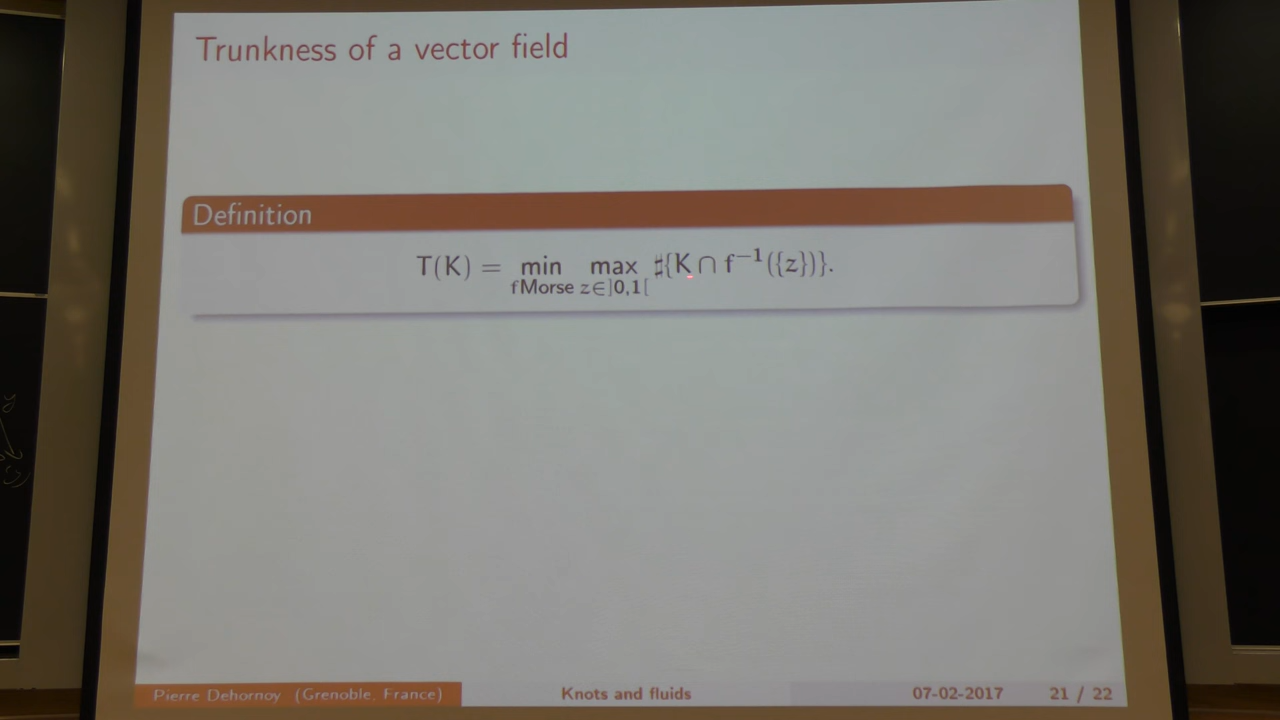 Trunkness of a vector field
Definition
T(K) = min max ♯{K ∩ f⁻¹({z})}.
fMorse z∈]0,1[
Pierre Dehornoy (Grenoble, France) Knots and fluids 07-02-2017 21 / 22